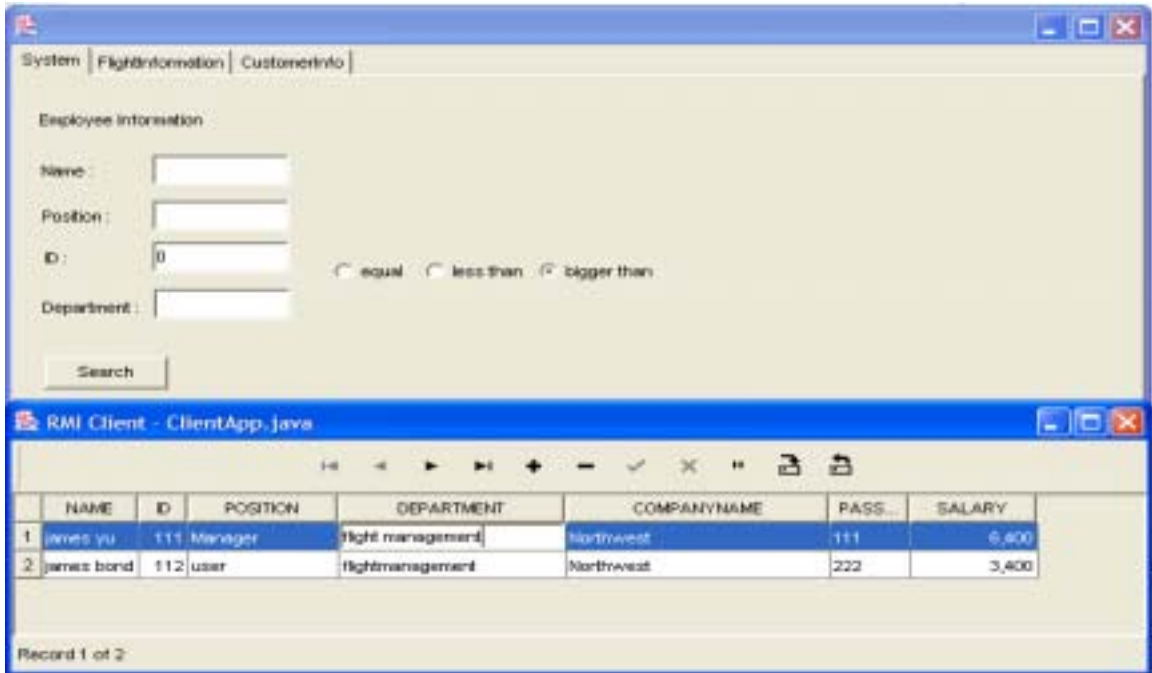 System FlightInformation CustomerInfo
Employee Information
Name :
Position :
ID : 0
equal less than bigger than
Department :
Search
RMI Client - ClientApp.java
NAME ID POSITION DEPARTMENT COMPANYNAME PASS... SALARY
1 james yu 111 Manager flight management Northwest 111 6,400
2 james bond 112 user flightmanagement Northwest 222 3,400
Record 1 of 2